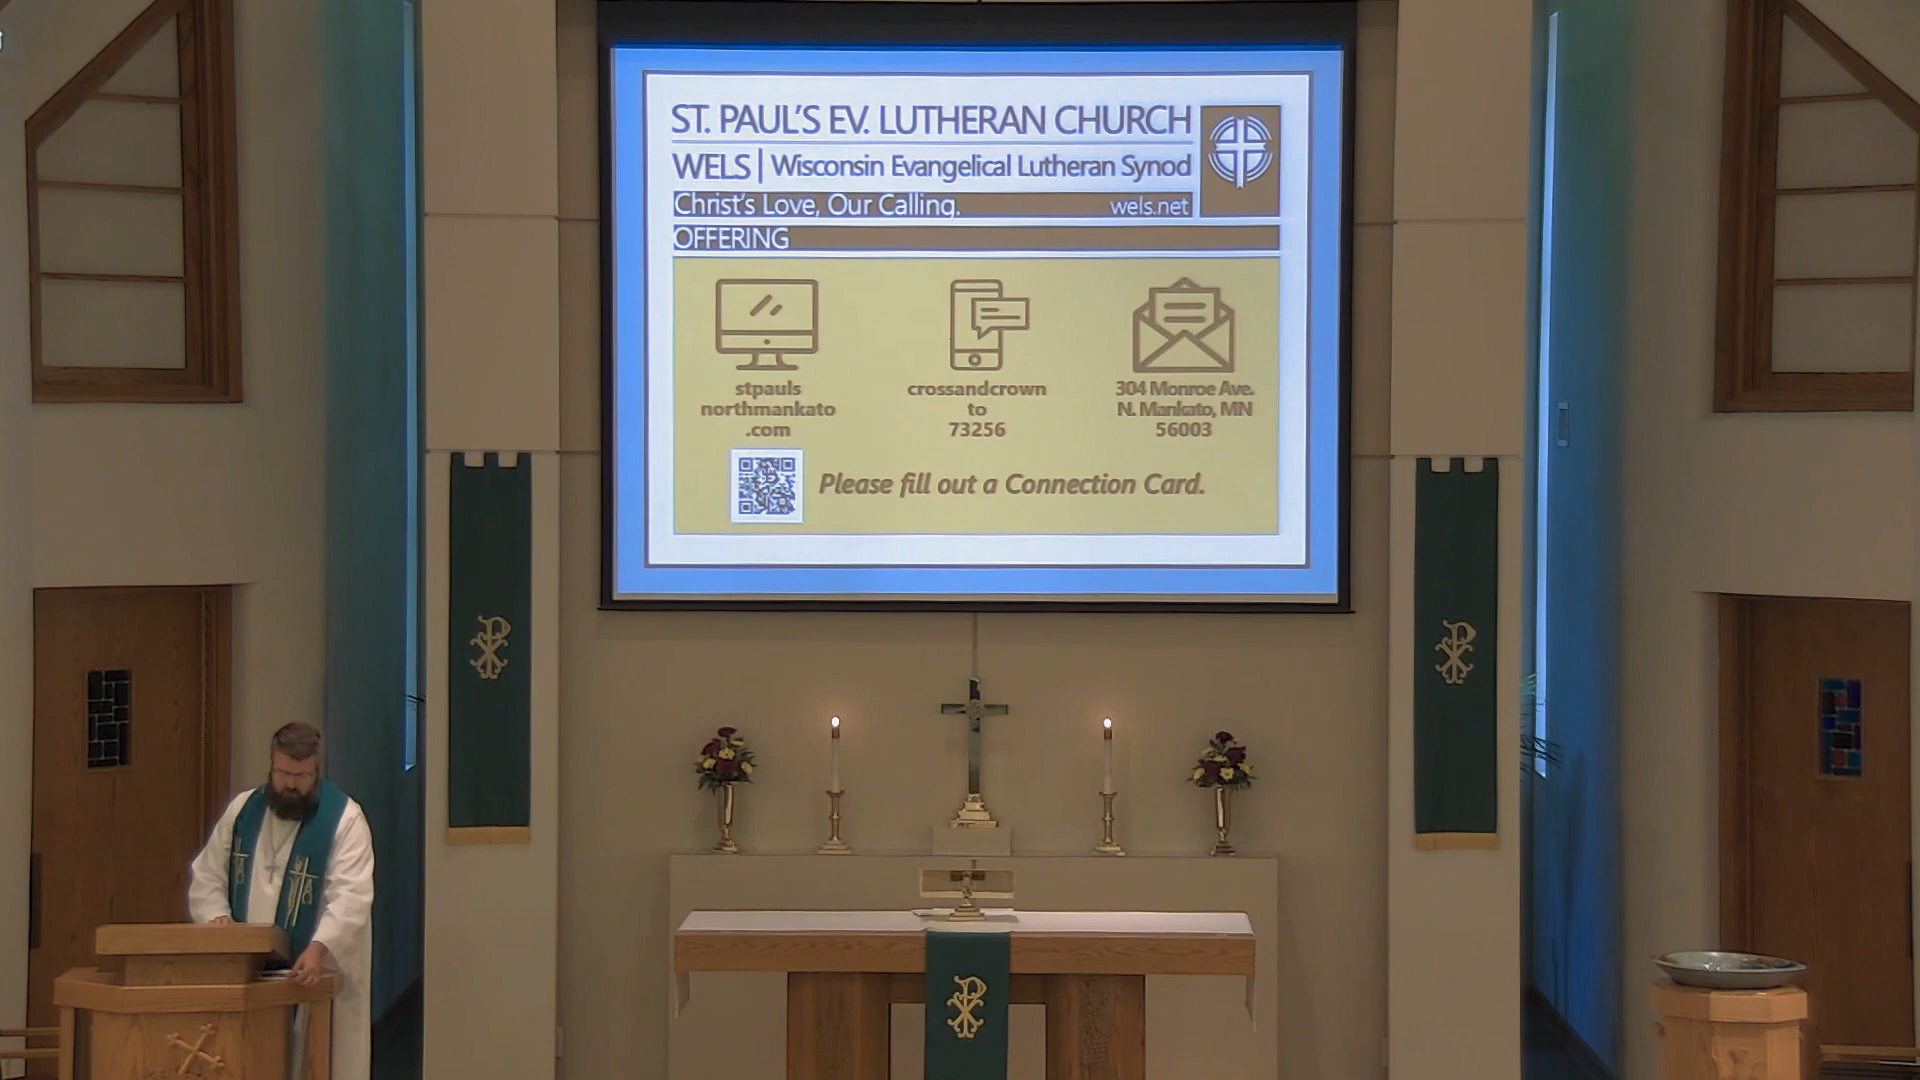 ST. PAUL'S EV. LUTHERAN CHURCH
WELS | Wisconsin Evangelical Lutheran Synod
Christ's Love, Our Calling. wels.net
OFFERING
stpauls
northmankato
.com
crossandcrown
to
73256
304 Monroe Ave.
N. Mankato, MN
56003
Please fill out a Connection Card.